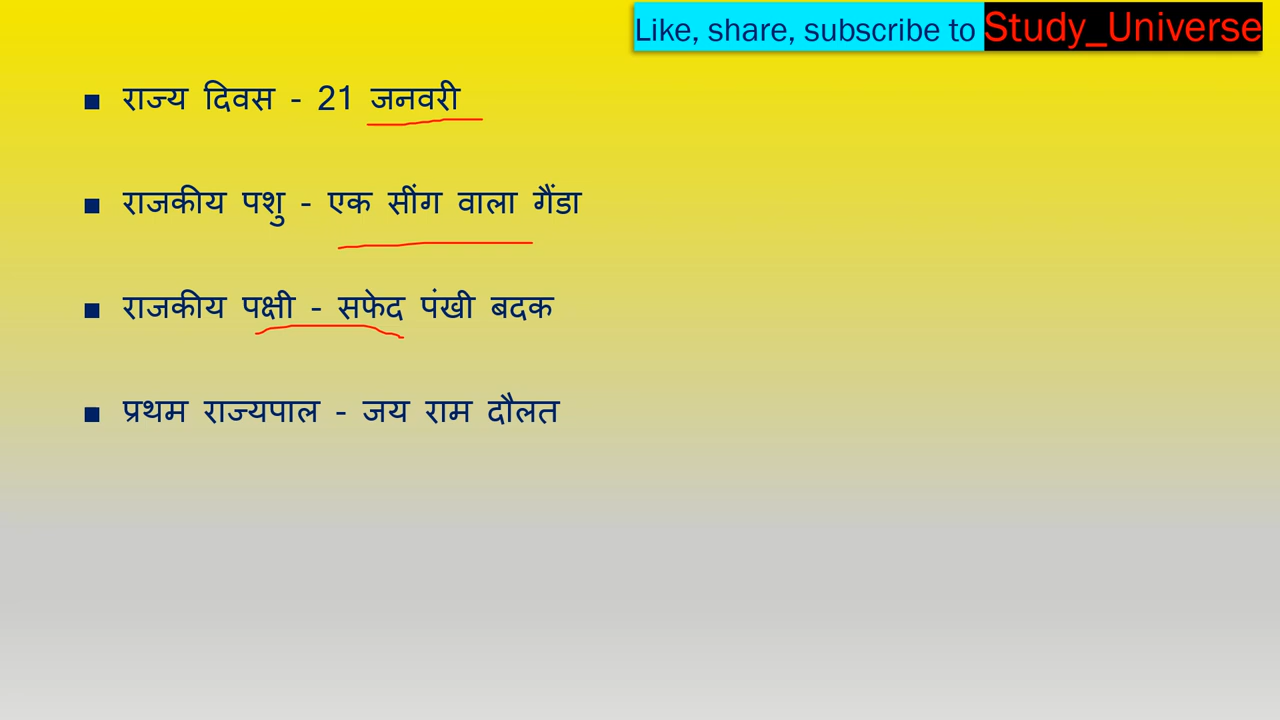 Like, share, subscribe to Study_Universe
▪ राज्य दिवस - 21 जनवरी
▪ राजकीय पशु - एक सींग वाला गैंडा
▪ राजकीय पक्षी - सफेद पंखी बदक
▪ प्रथम राज्यपाल - जय राम दौलत